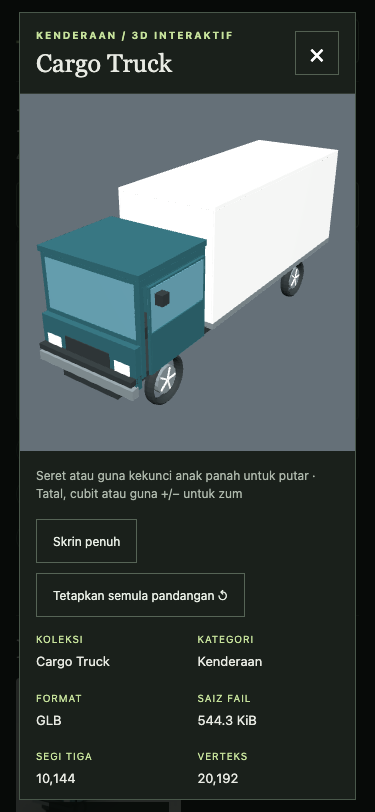 KENDERAAN / 3D INTERAKTIF
Cargo Truck
×
Seret atau guna kekunci anak panah untuk putar ·
Tatal, cubit atau guna +/− untuk zum
Skrin penuh
Tetapkan semula pandangan ↺
KOLEKSI KATEGORI
Cargo Truck Kenderaan
FORMAT SAIZ FAIL
GLB 544.3 KiB
SEGI TIGA VERTEKS
10,144 20,192